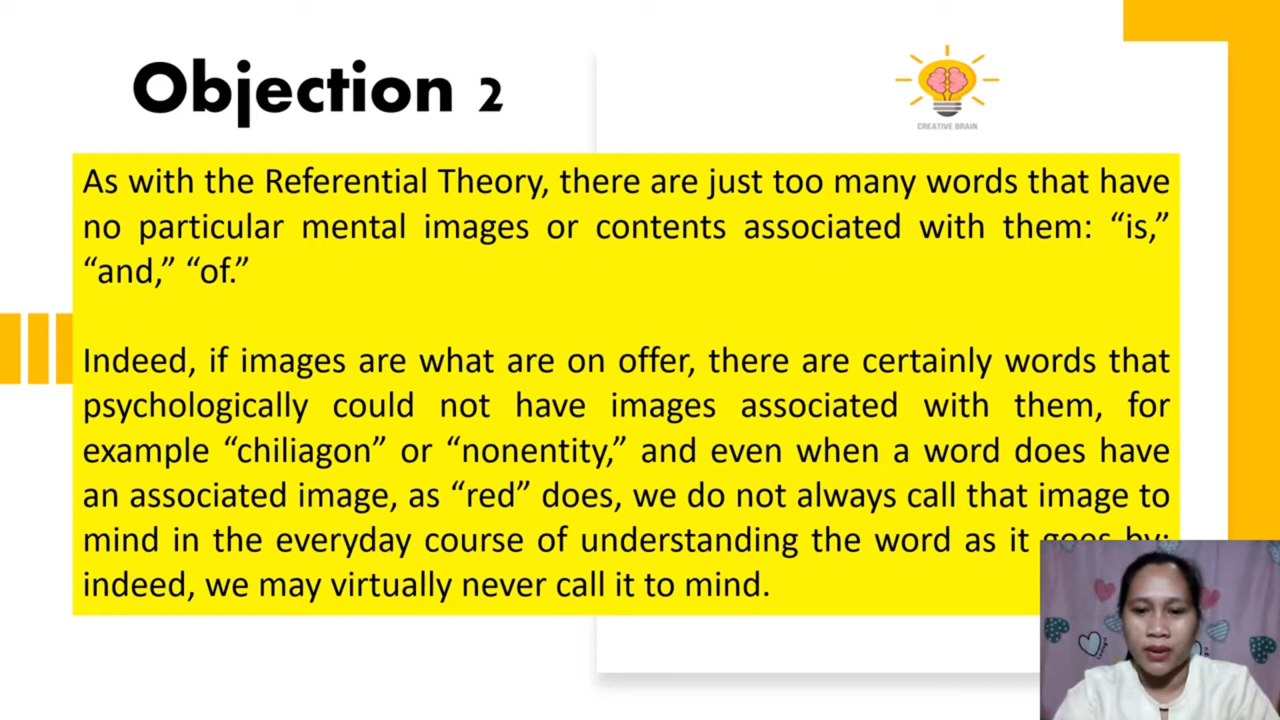 Objection 2
CREATIVE BRAIN
As with the Referential Theory, there are just too many words that have
no particular mental images or contents associated with them: “is,”
“and,” “of.”
Indeed, if images are what are on offer, there are certainly words that
psychologically could not have images associated with them, for
example “chiliagon” or “nonentity,” and even when a word does have
an associated image, as “red” does, we do not always call that image to
mind in the everyday course of understanding the word as it goes by;
indeed, we may virtually never call it to mind.